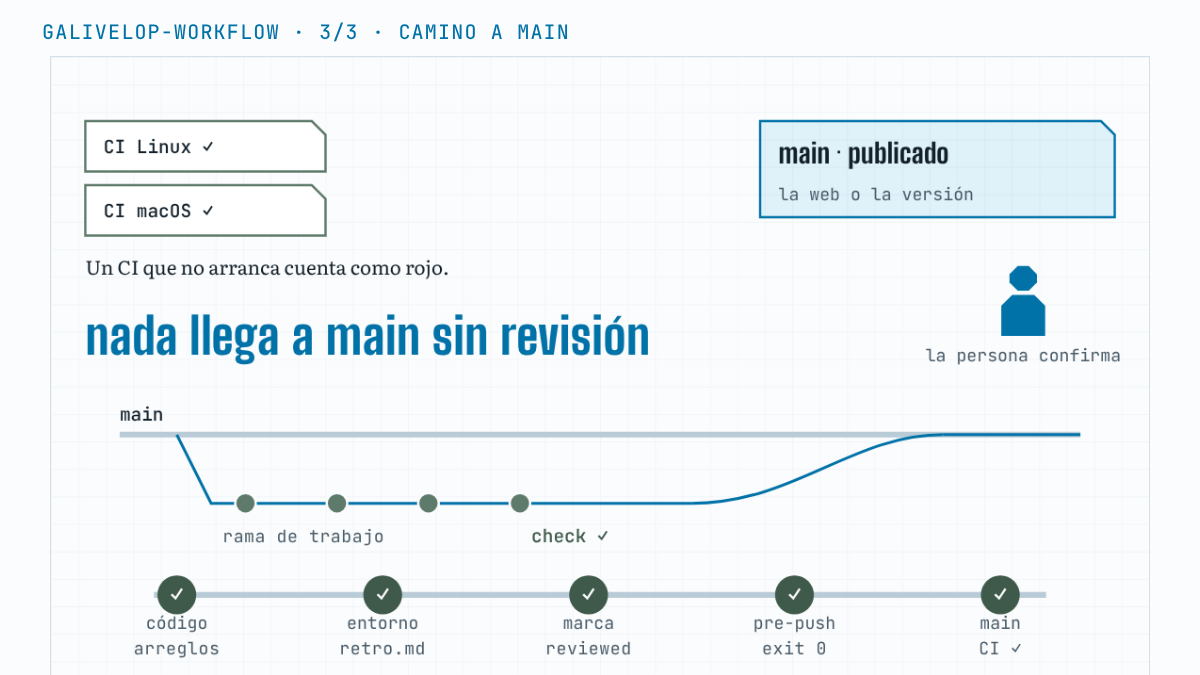 GALIVELOP-WORKFLOW · 3/3 · CAMINO A MAIN
CI Linux ✓
CI macOS ✓
main · publicado
la web o la versión
Un CI que no arranca cuenta como rojo.
nada llega a main sin revisión
la persona confirma
main
rama de trabajo
check ✓
código
arreglos
entorno
retro.md
marca
reviewed
pre-push
exit 0
main
CI ✓